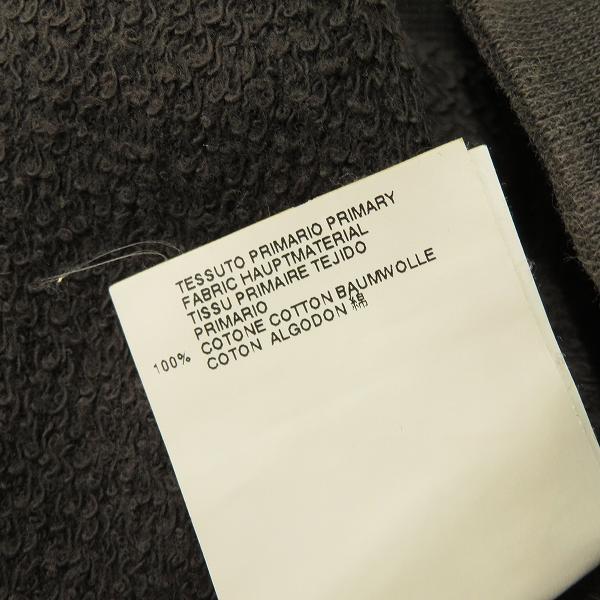 TESSUTO PRIMARIO PRIMARY
FABRIC HAUPTMATERIAL
TISSU PRIMAIRE TEJIDO
PRIMARIO
100% COTONE COTTON BAUMWOLLE
COTON ALGODON 綿